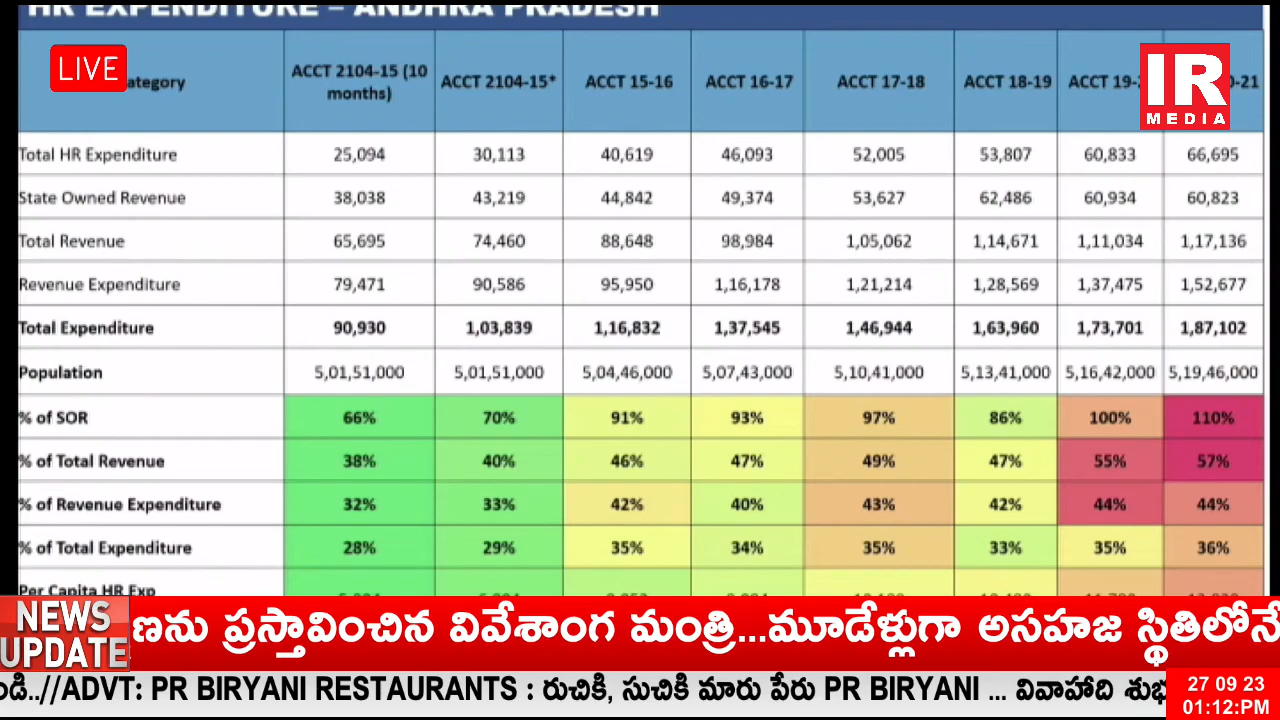 HR EXPENDITURE – ANDHRA PRADESH
LIVE
IR
MEDIA
ategory ACCT 2104-15 (10 months) ACCT 2104-15* ACCT 15-16 ACCT 16-17 ACCT 17-18 ACCT 18-19 ACCT 19- -21
Total HR Expenditure 25,094 30,113 40,619 46,093 52,005 53,807 60,833 66,695
State Owned Revenue 38,038 43,219 44,842 49,374 53,627 62,486 60,934 60,823
Total Revenue 65,695 74,460 88,648 98,984 1,05,062 1,14,671 1,11,034 1,17,136
Revenue Expenditure 79,471 90,586 95,950 1,16,178 1,21,214 1,28,569 1,37,475 1,52,677
Total Expenditure 90,930 1,03,839 1,16,832 1,37,545 1,46,944 1,63,960 1,73,701 1,87,102
Population 5,01,51,000 5,01,51,000 5,04,46,000 5,07,43,000 5,10,41,000 5,13,41,000 5,16,42,000 5,19,46,000
% of SOR 66% 70% 91% 93% 97% 86% 100% 110%
% of Total Revenue 38% 40% 46% 47% 49% 47% 55% 57%
% of Revenue Expenditure 32% 33% 42% 40% 43% 42% 44% 44%
% of Total Expenditure 28% 29% 35% 34% 35% 33% 35% 36%
Per Capita HR Exp
NEWS
UPDATE
ణను ప్రస్తావించిన వివేశాంగ మంత్రి...మూడేళ్లుగా అసహజ స్థితిలోనే
ండి..//ADVT: PR BIRYANI RESTAURANTS : రుచికి, సుచికి మారు పేరు PR BIRYANI ... వివాహాది శుభ
27 09 23
01:12:PM